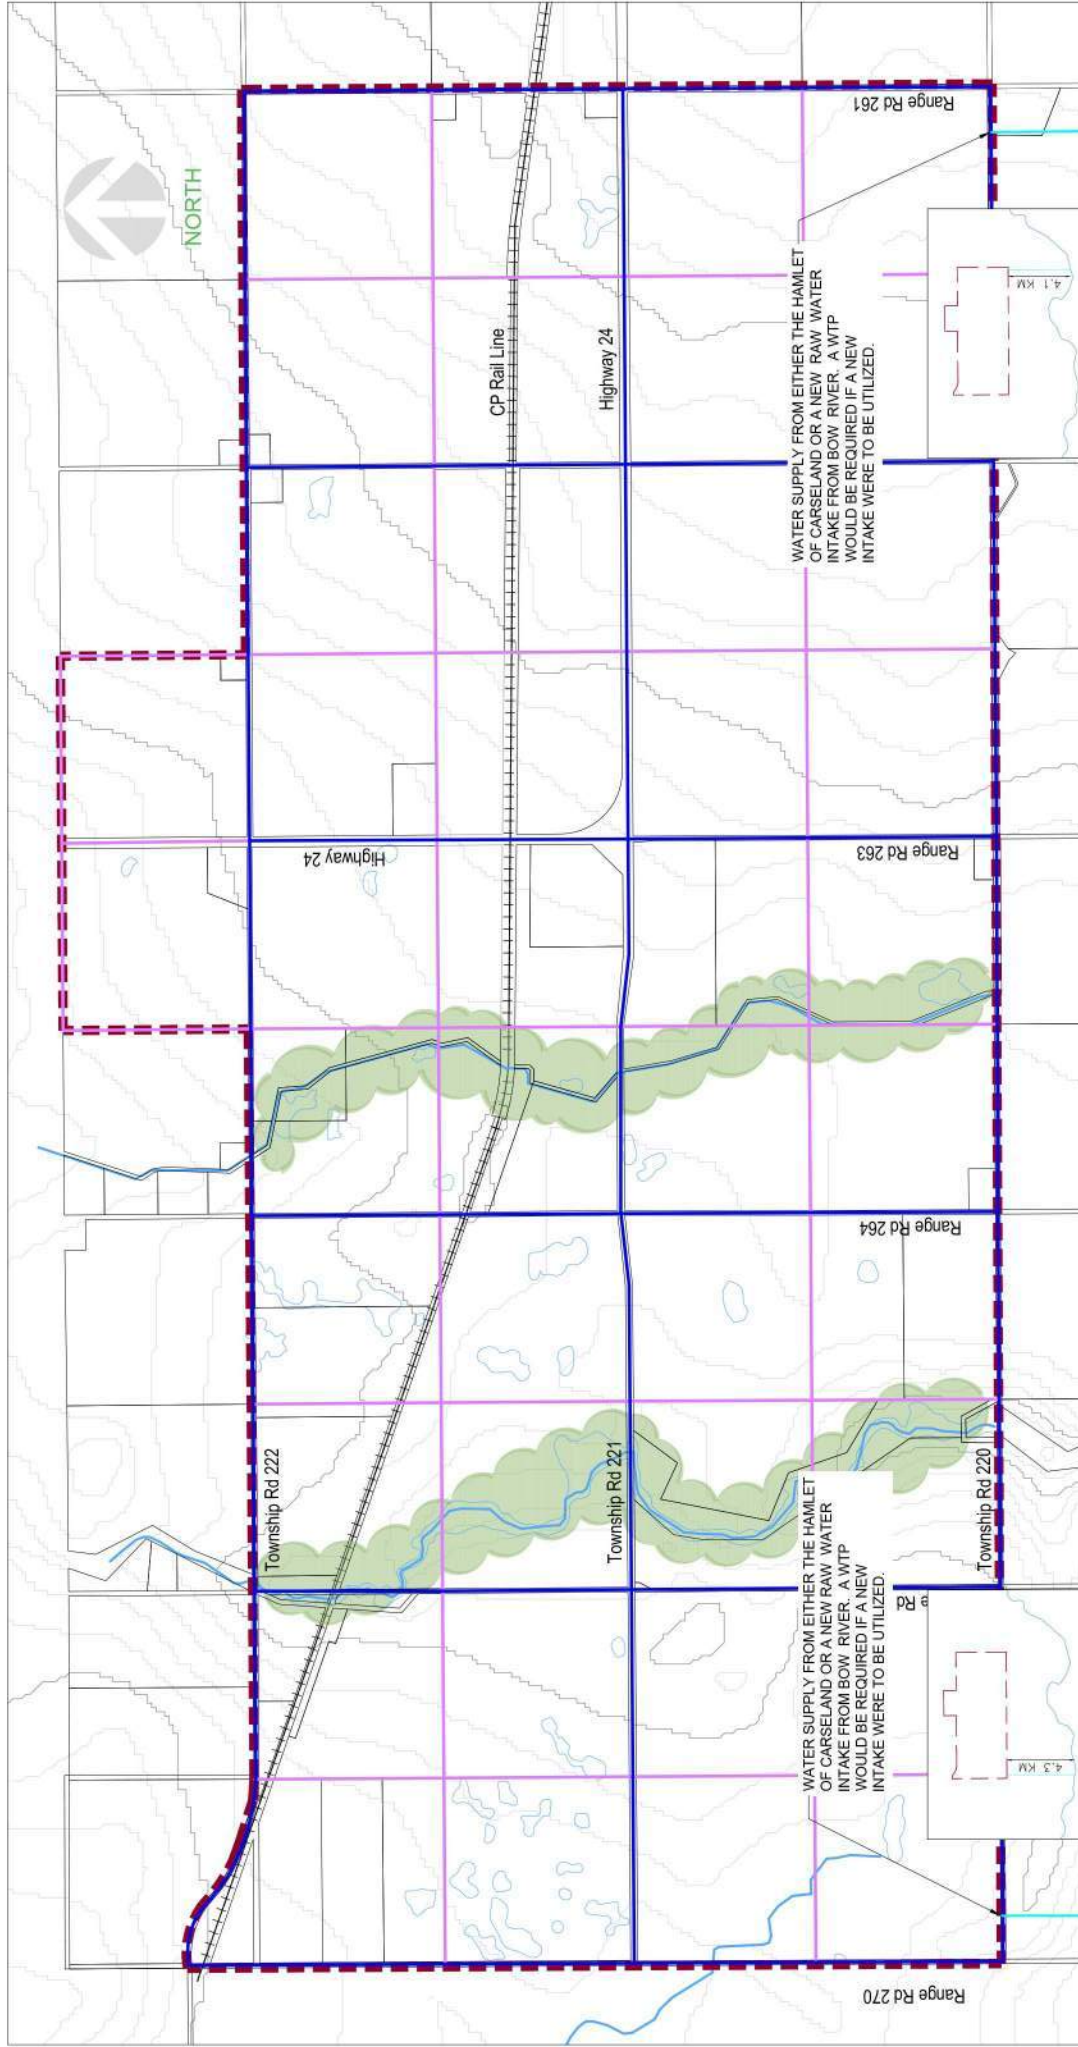 NORTH
Range Rd 261
CP Rail Line
Highway 24
WATER SUPPLY FROM EITHER THE HAMLET
OF CARSELAND OR A NEW RAW WATER
INTAKE FROM BOW RIVER. A WTP
WOULD BE REQUIRED IF A NEW
INTAKE WERE TO BE UTILIZED.
4.1 KM
Highway 24
Range Rd 263
Range Rd 264
Township Rd 222
Township Rd 221
Township Rd 220
WATER SUPPLY FROM EITHER THE HAMLET
OF CARSELAND OR A NEW RAW WATER
INTAKE FROM BOW RIVER. A WTP
WOULD BE REQUIRED IF A NEW
INTAKE WERE TO BE UTILIZED.
e Rd
4.3 KM
Range Rd 270